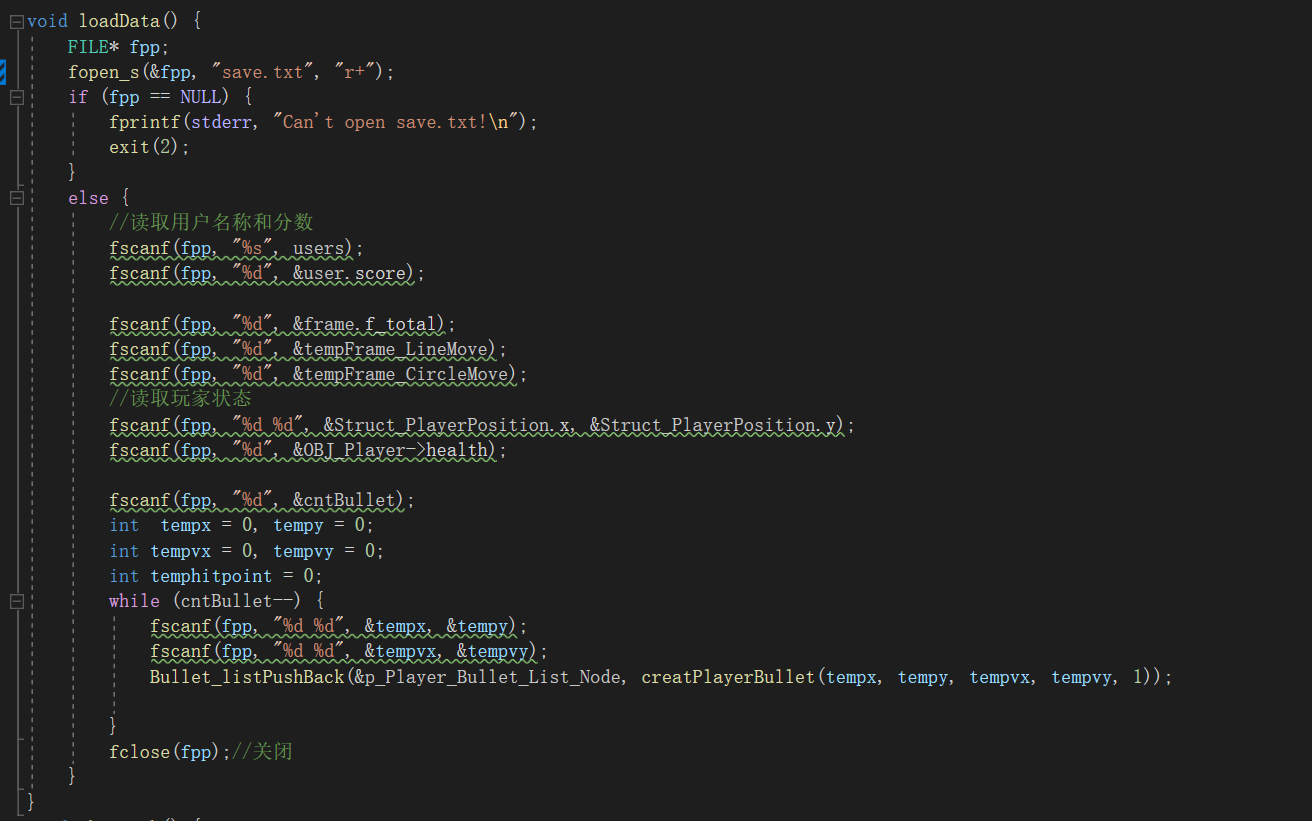 void loadData() {
FILE* fpp;
fopen_s(&fpp, "save.txt", "r+");
if (fpp == NULL) {
fprintf(stderr, "Can't open save.txt!\n");
exit(2);
}
else {
//读取用户名称和分数
fscanf(fpp, "%s", users);
fscanf(fpp, "%d", &user.score);
fscanf(fpp, "%d", &frame.f_total);
fscanf(fpp, "%d", &tempFrame_LineMove);
fscanf(fpp, "%d", &tempFrame_CircleMove);
//读取玩家状态
fscanf(fpp, "%d %d", &Struct_PlayerPosition.x, &Struct_PlayerPosition.y);
fscanf(fpp, "%d", &OBJ_Player->health);
fscanf(fpp, "%d", &cntBullet);
int  tempx = 0, tempy = 0;
int tempvx = 0, tempvy = 0;
int temphitpoint = 0;
while (cntBullet--) {
fscanf(fpp, "%d %d", &tempx, &tempy);
fscanf(fpp, "%d %d", &tempvx, &tempvy);
Bullet_listPushBack(&p_Player_Bullet_List_Node, creatPlayerBullet(tempx, tempy, tempvx, tempvy, 1));
}
fclose(fpp);//关闭
}
}